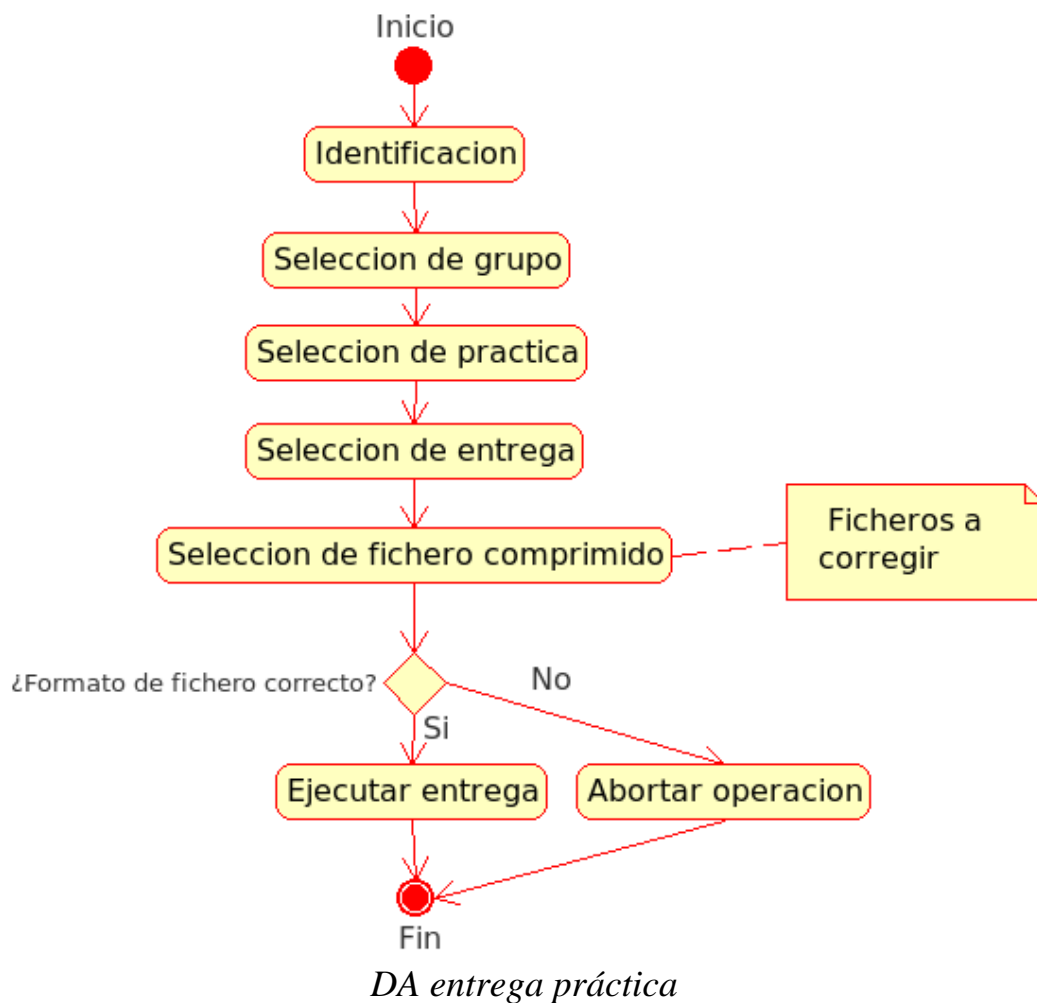 Inicio
Identificacion
Seleccion de grupo
Seleccion de practica
Seleccion de entrega
Seleccion de fichero comprimido
Ficheros a
corregir
¿Formato de fichero correcto?
No
Si
Ejecutar entrega
Abortar operacion
Fin
DA entrega práctica